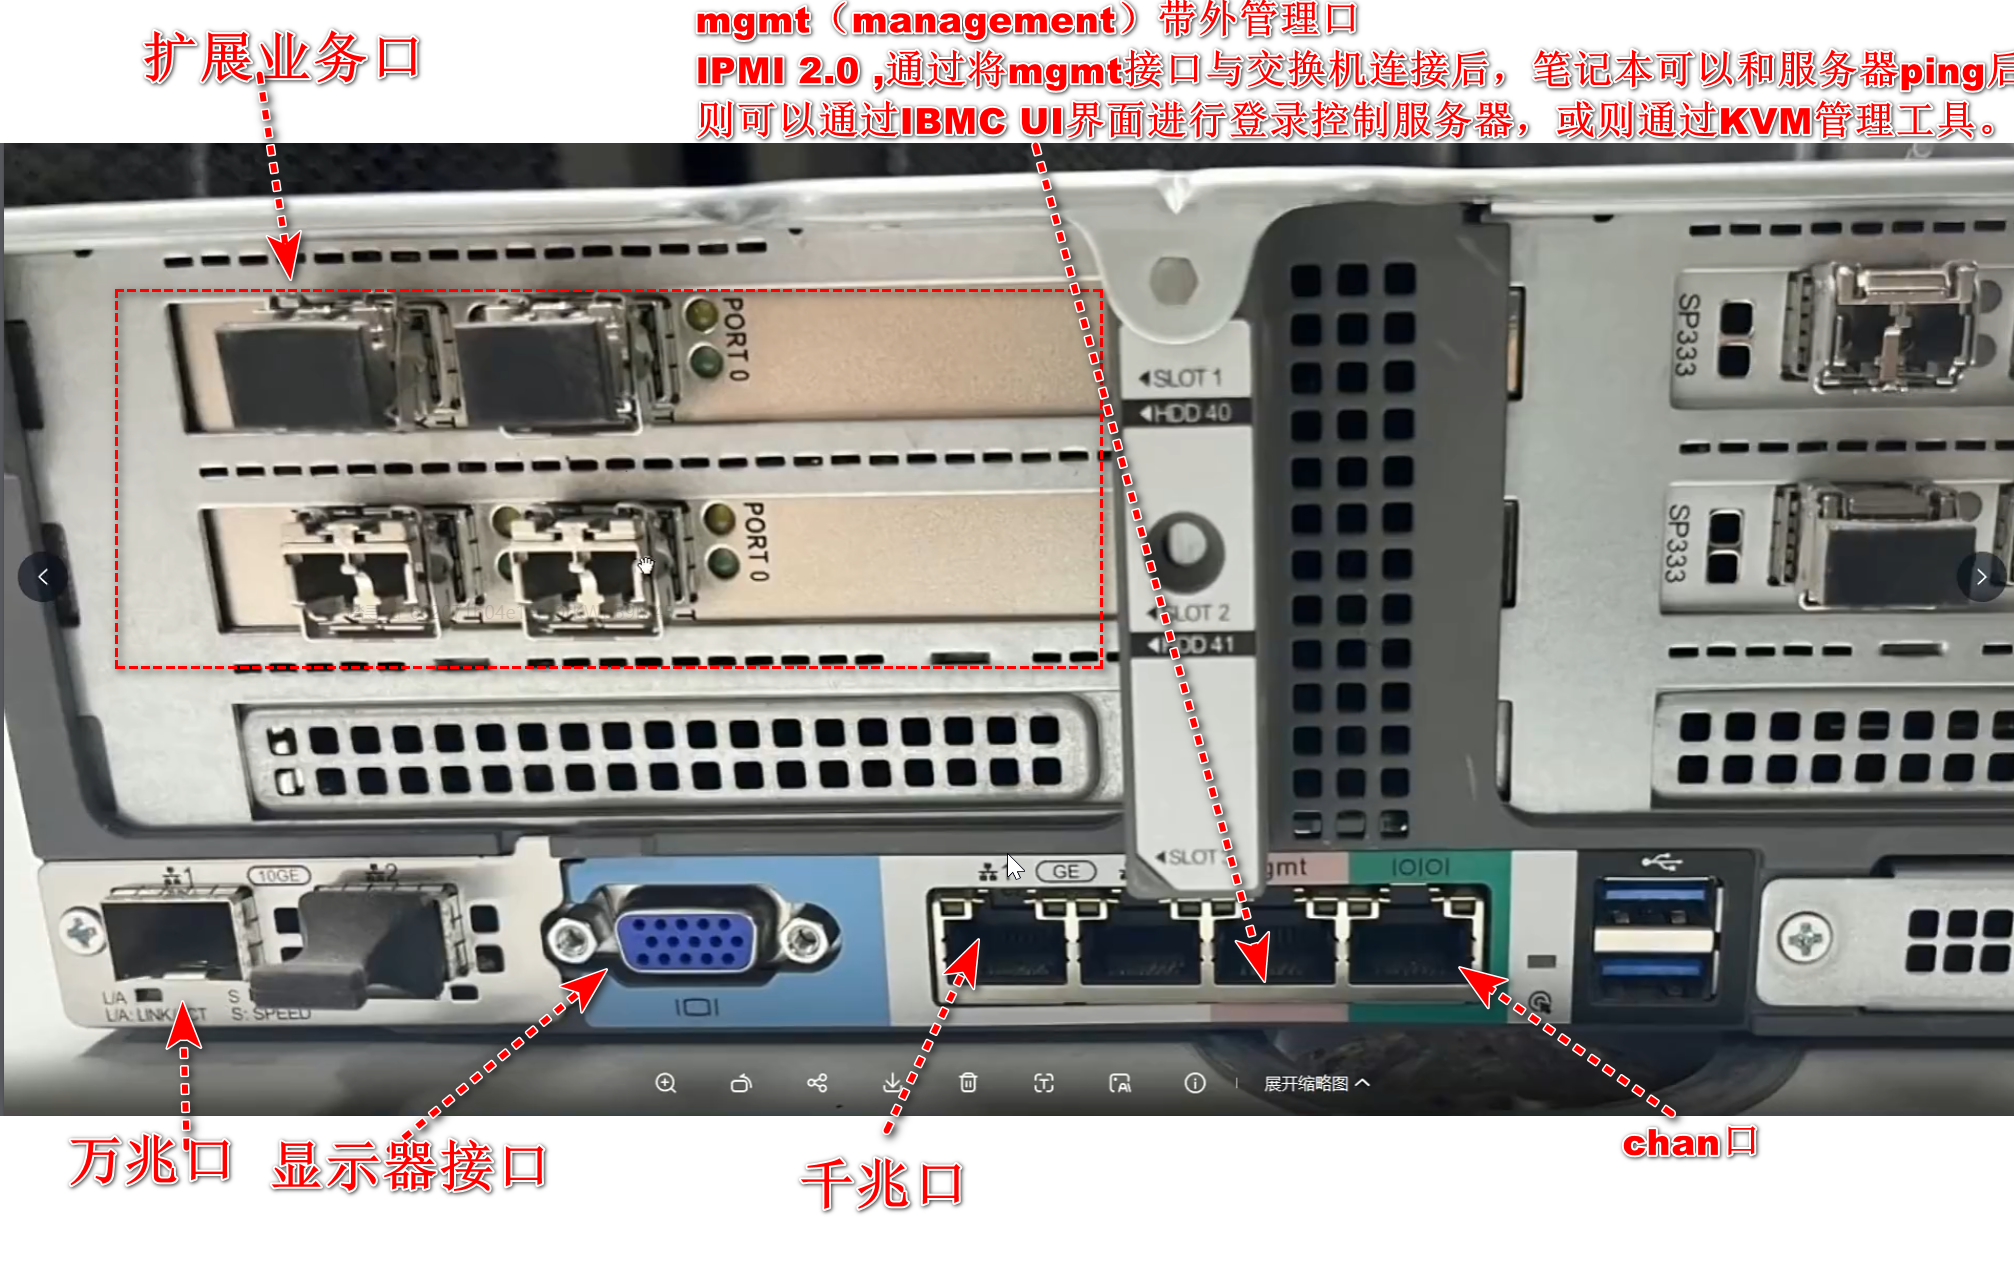 mgmt（management）带外管理口
扩展业务口
IPMI 2.0 ,通过将mgmt接口与交换机连接后，笔记本可以和服务器ping后
则可以通过IBMC UI界面进行登录控制服务器，或则通过KVM管理工具。
PORT 0
SLOT 1
HDD 40
SP333
PORT 0
SLOT 2
HDD 41
SP333
SLOT
1
10GE
2
GE
gmt
|O|O|
L/A
S
L/A: LINK/ACT
S: SPEED
展开缩略图
万兆口
显示器接口
千兆口
chan口